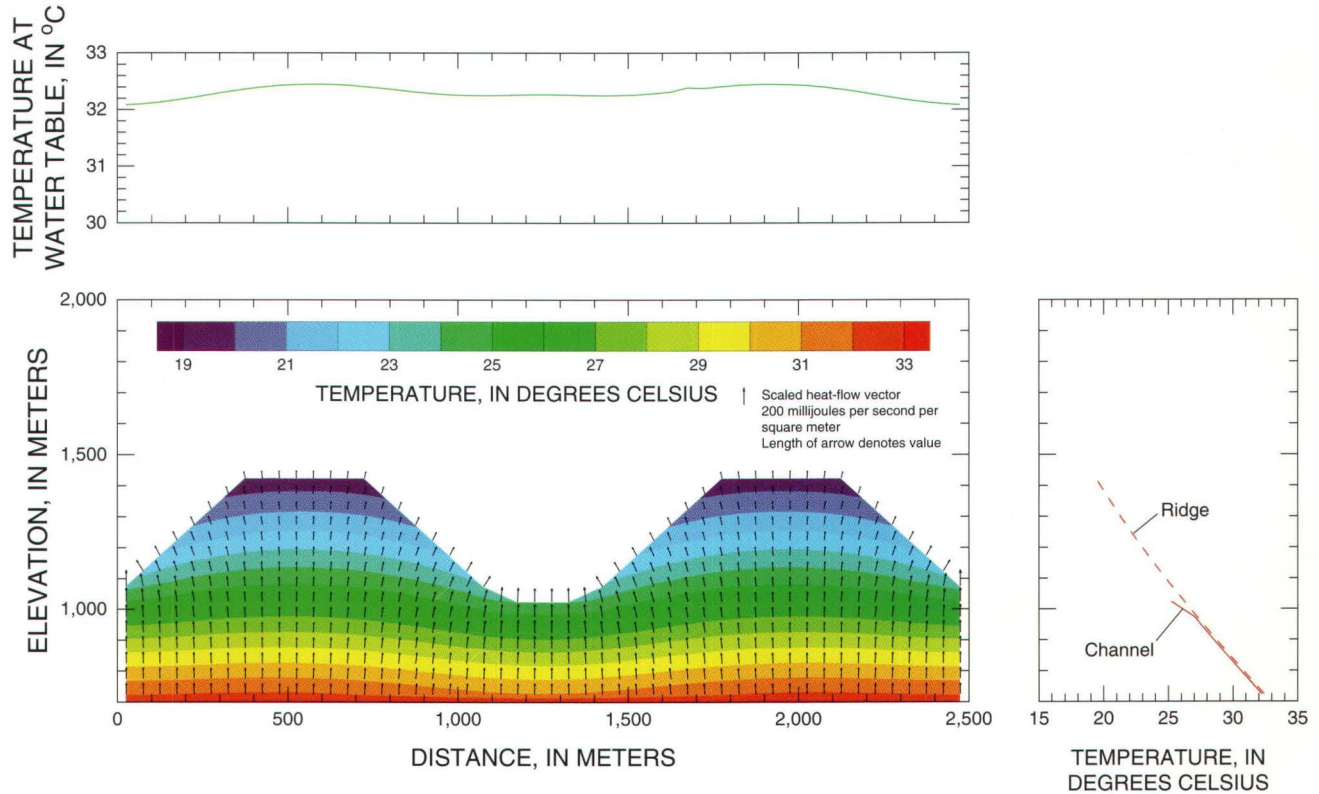 TEMPERATURE AT
WATER TABLE, IN °C
33
32
31
30
ELEVATION, IN METERS
2,000
1,500
1,000
19 21 23 25 27 29 31 33
TEMPERATURE, IN DEGREES CELSIUS
Scaled heat-flow vector
200 millijoules per second per
square meter
Length of arrow denotes value
0 500 1,000 1,500 2,000 2,500
DISTANCE, IN METERS
Ridge
Channel
15 20 25 30 35
TEMPERATURE, IN
DEGREES CELSIUS